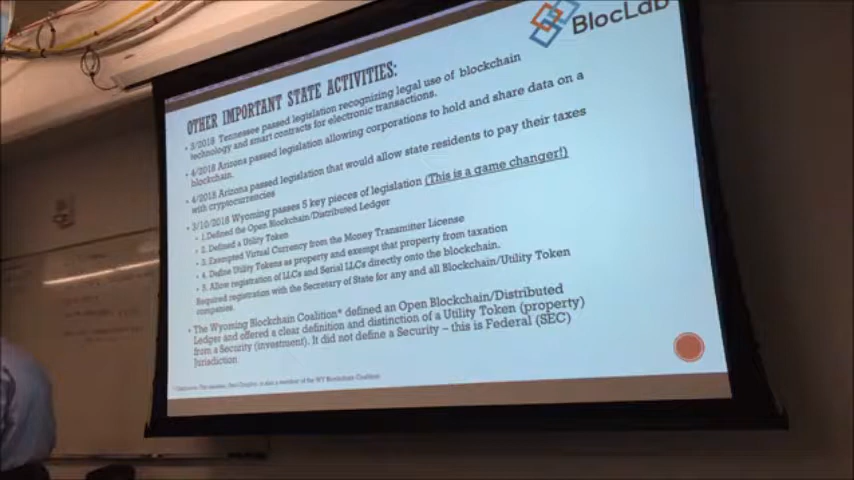 BlocLab
OTHER IMPORTANT STATE ACTIVITIES:
• 3/2018 Tennessee passed legislation recognizing legal use of blockchain
technology and smart contracts for electronic transactions.
• 4/2018 Arizona passed legislation allowing corporations to hold and share data on a
blockchain.
• 4/2018 Arizona passed legislation that would allow state residents to pay their taxes
with cryptocurrencies
• 3/10/2018 Wyoming passes 5 key pieces of legislation (This is a game changer!)
• 1.Defined the Open Blockchain/Distributed Ledger
• 2. Defined a Utility Token
• 3. Exempted Virtual Currency from the Money Transmitter License
• 4. Define Utility Tokens as property and exempt that property from taxation
• 5. Allow registration of LLCs and Serial LLCs directly onto the blockchain.
Required registration with the Secretary of State for any and all Blockchain/Utility Token
companies.
• The Wyoming Blockchain Coalition* defined an Open Blockchain/Distributed
Ledger and offered a clear definition and distinction of a Utility Token (property)
from a Security (investment). It did not define a Security – this is Federal (SEC)
Jurisdiction
is also a member of the WY Blockchain Coalition